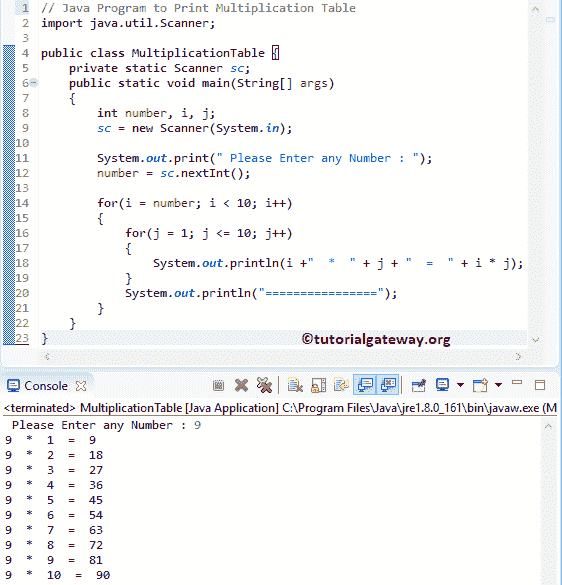 1 // Java Program to Print Multiplication Table
2 import java.util.Scanner;
3
4 public class MultiplicationTable {
5     private static Scanner sc;
6     public static void main(String[] args)
7     {
8         int number, i, j;
9         sc = new Scanner(System.in);
10
11         System.out.print(" Please Enter any Number : ");
12         number = sc.nextInt();
13
14         for(i = number; i < 10; i++)
15         {
16             for(j = 1; j <= 10; j++)
17             {
18                 System.out.println(i +"  *  " + j + "  =  " + i * j);
19             }
20             System.out.println("================");
21         }
22     }
23 }
©tutorialgateway.org
Console
<terminated> MultiplicationTable [Java Application] C:\Program Files\Java\jre1.8.0_161\bin\javaw.exe (M
 Please Enter any Number : 9
9  *  1  =  9
9  *  2  =  18
9  *  3  =  27
9  *  4  =  36
9  *  5  =  45
9  *  6  =  54
9  *  7  =  63
9  *  8  =  72
9  *  9  =  81
9  *  10  =  90